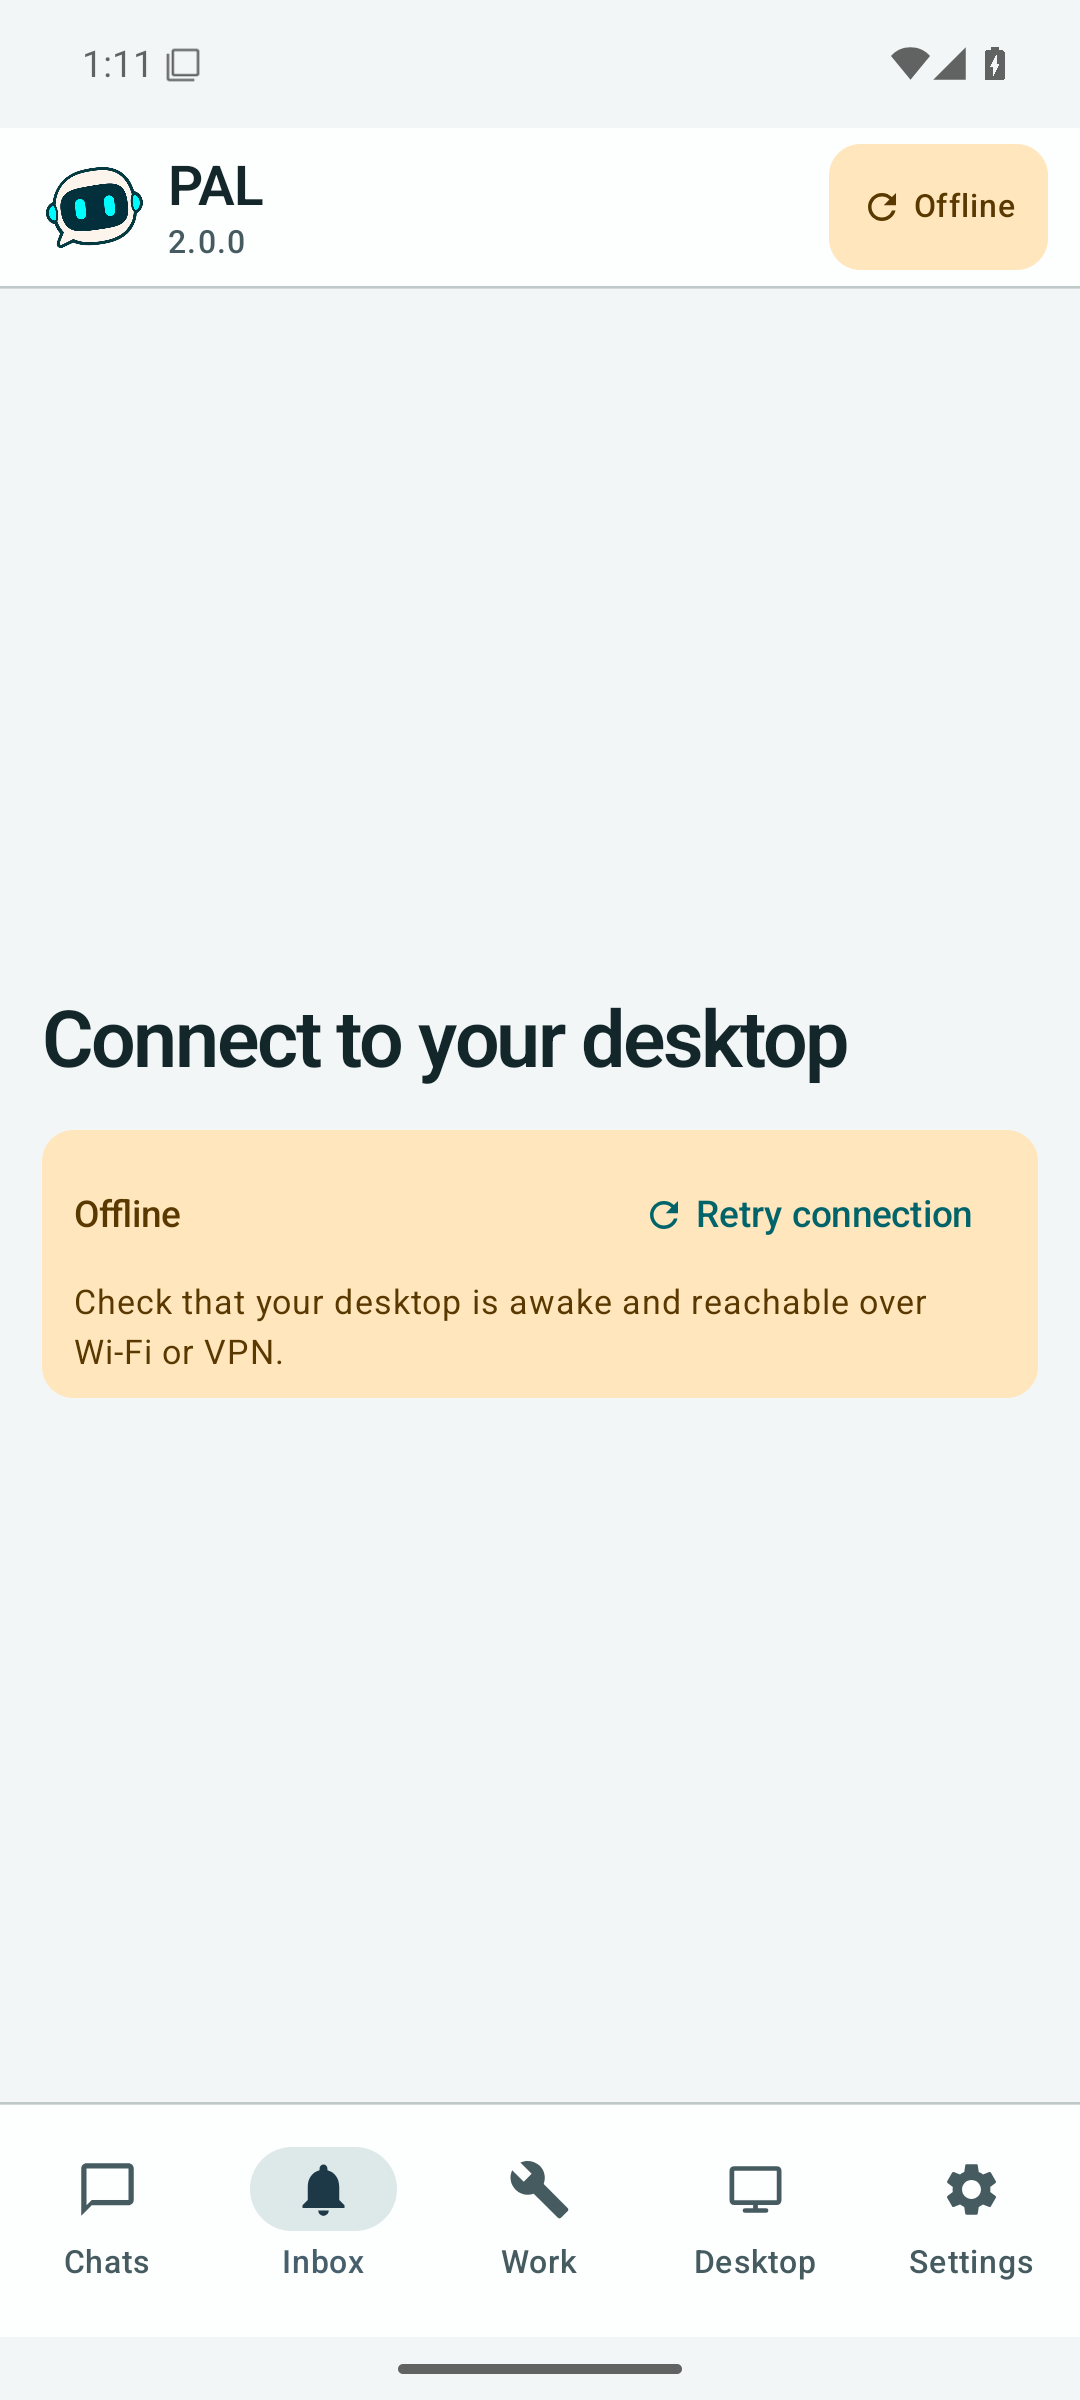 1:11
PAL
2.0.0
Offline
Connect to your desktop
Offline
Retry connection
Check that your desktop is awake and reachable over
Wi-Fi or VPN.
Chats
Inbox
Work
Desktop
Settings